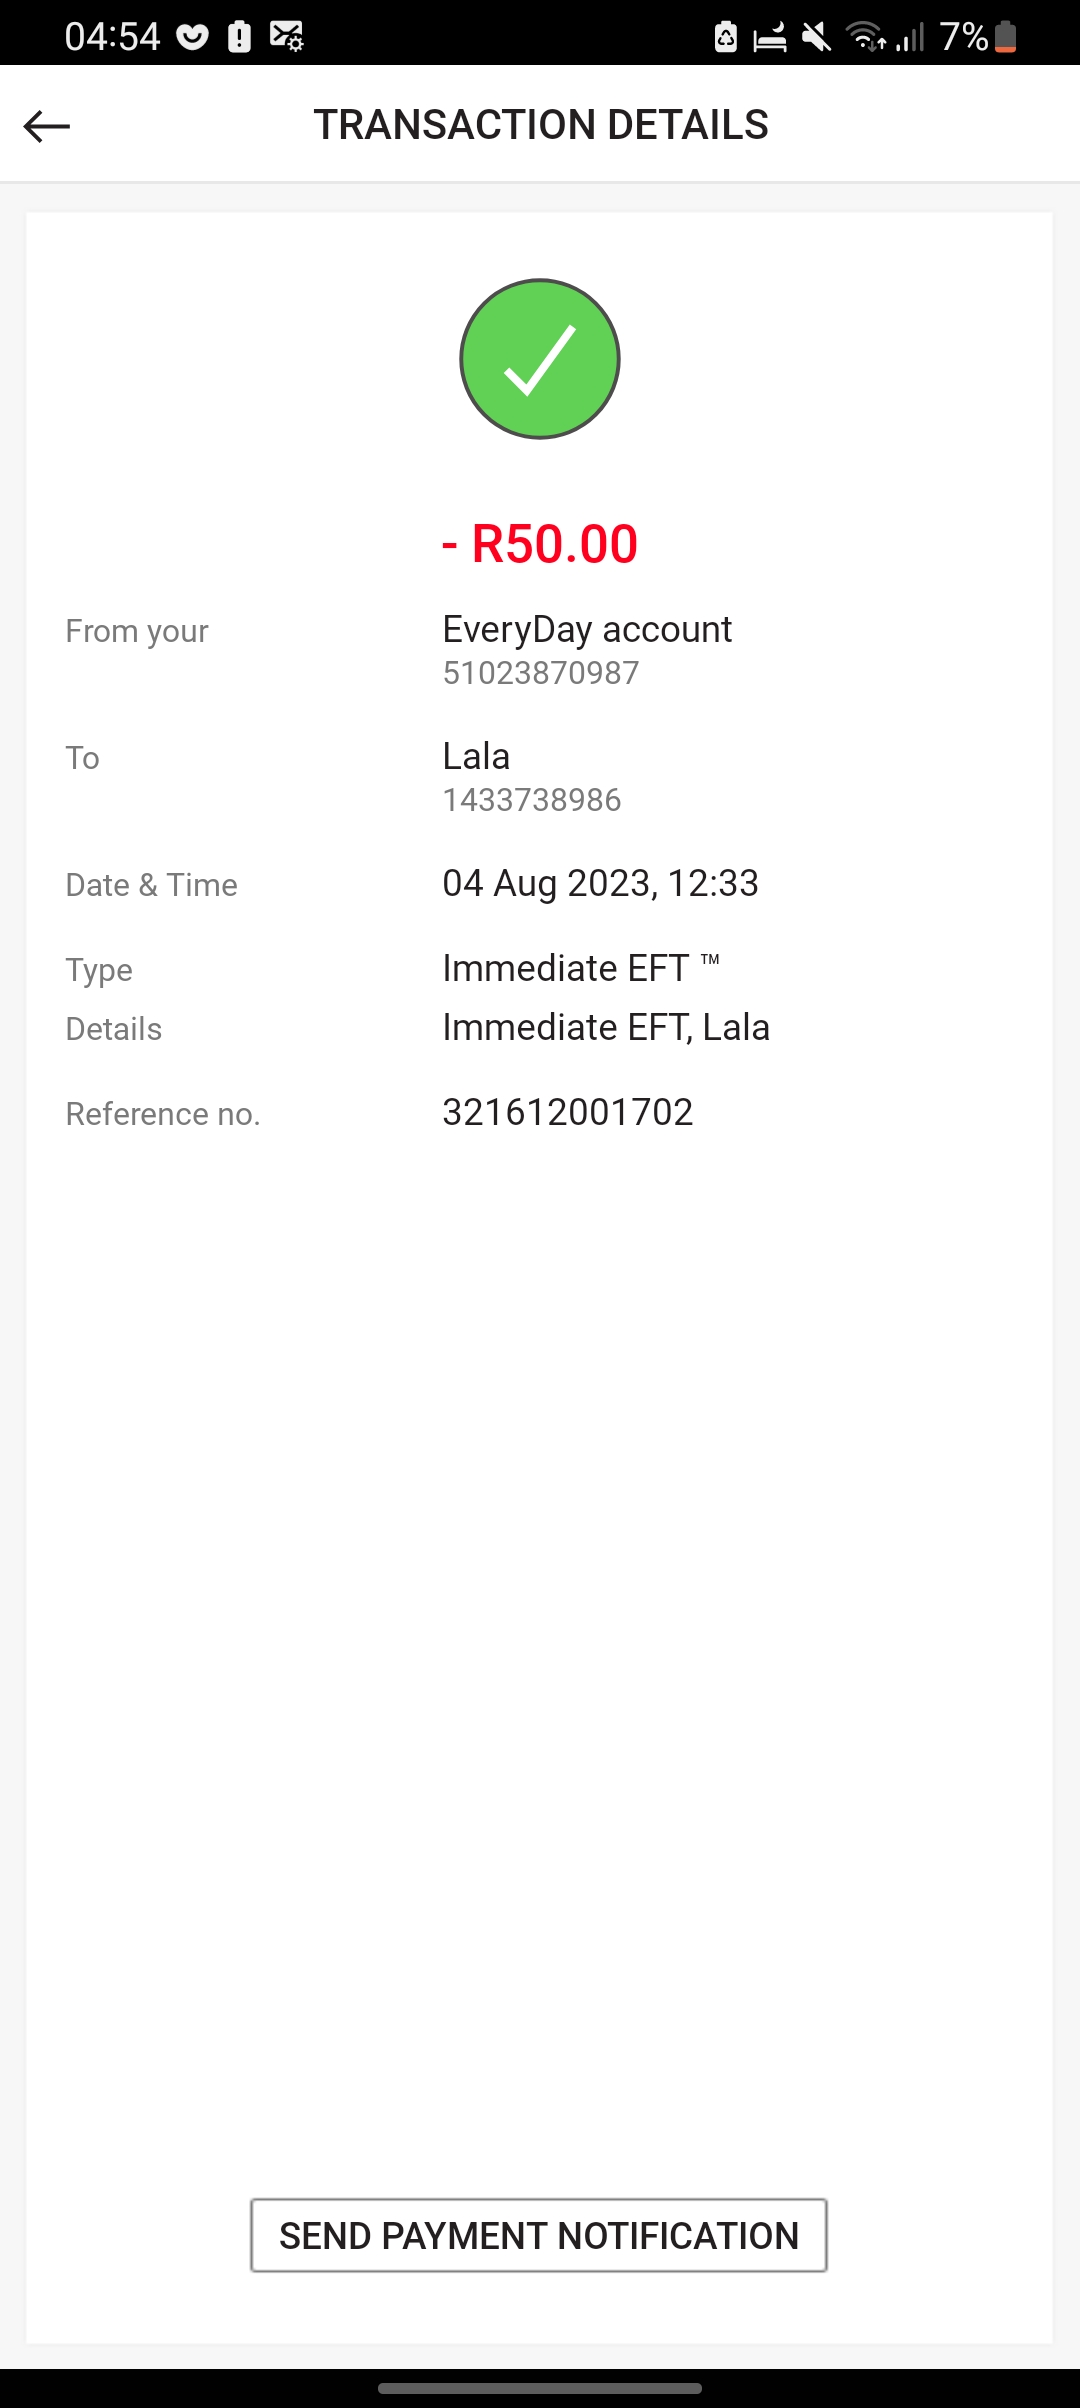 04:54
7%
TRANSACTION DETAILS
- R50.00
From your
EveryDay account
51023870987
To
Lala
1433738986
Date & Time
04 Aug 2023, 12:33
Type
Immediate EFT ™
Details
Immediate EFT, Lala
Reference no.
321612001702
SEND PAYMENT NOTIFICATION